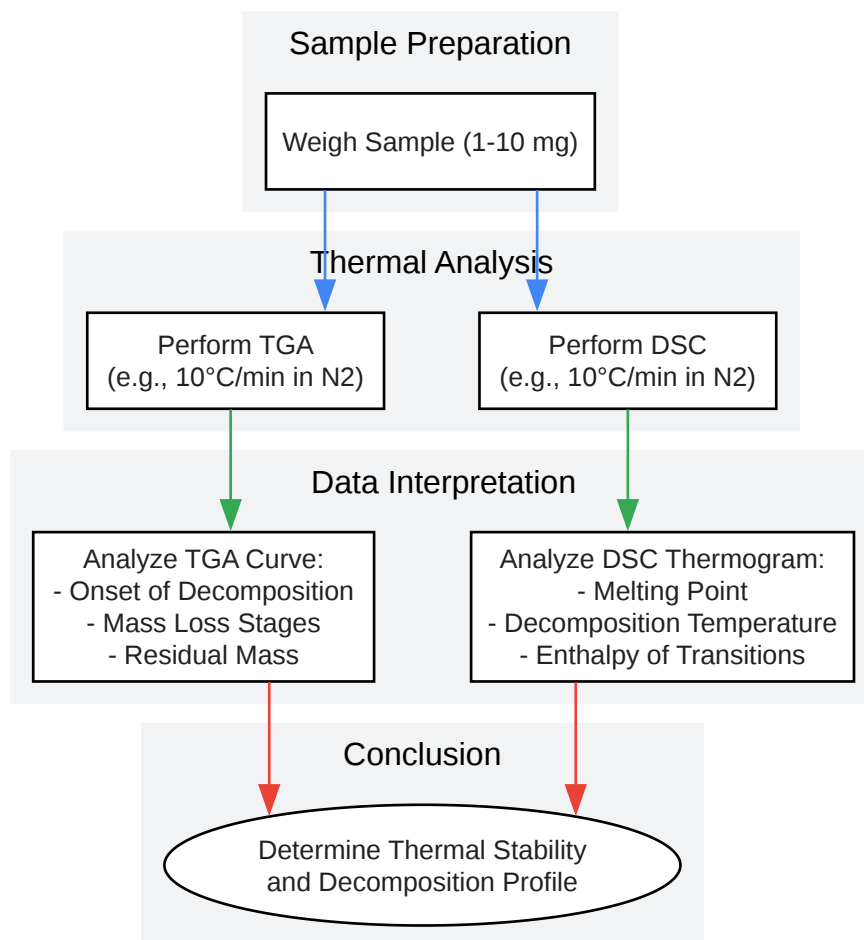 Sample Preparation
Weigh Sample (1-10 mg)
Thermal Analysis
Perform TGA
(e.g., 10°C/min in N2)
Perform DSC
(e.g., 10°C/min in N2)
Data Interpretation
Analyze TGA Curve:
- Onset of Decomposition
- Mass Loss Stages
- Residual Mass
Analyze DSC Thermogram:
- Melting Point
- Decomposition Temperature
- Enthalpy of Transitions
Conclusion
Determine Thermal Stability
and Decomposition Profile